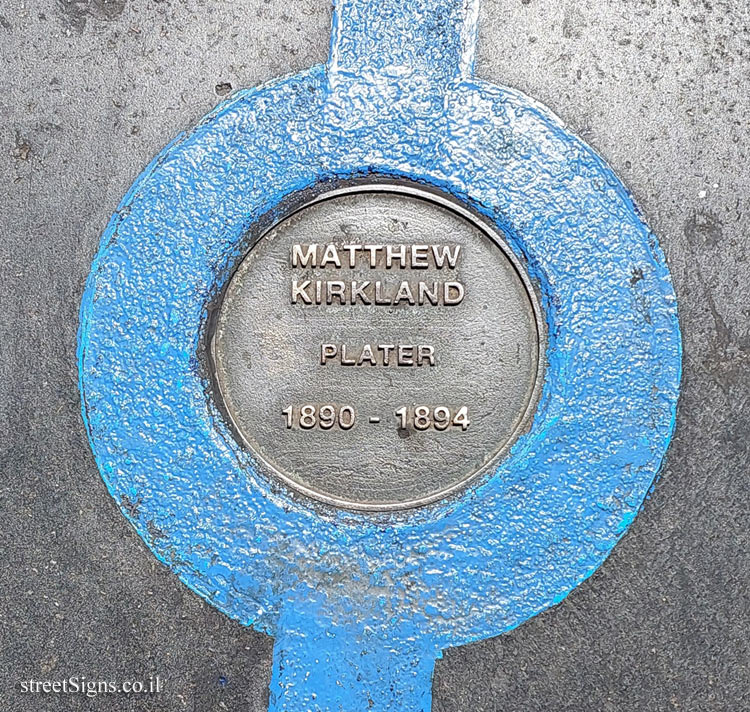 MATTHEW
KIRKLAND
PLATER
1890 - 1894
streetSigns.co.il